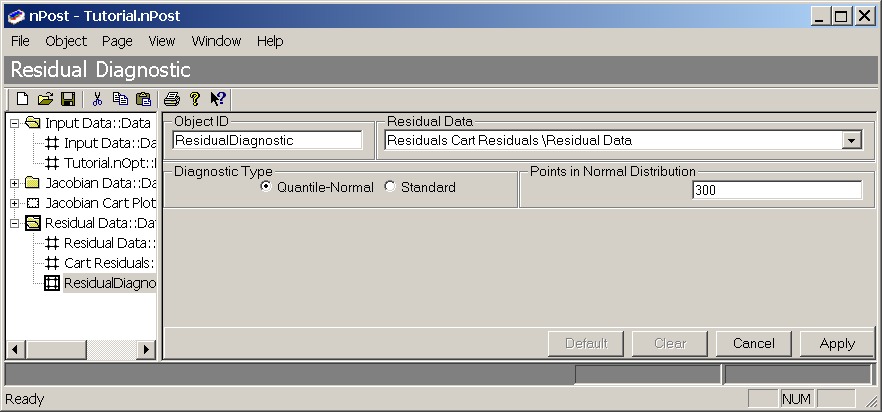 nPost - Tutorial.nPost
File Object Page View Window Help
Residual Diagnostic
Input Data::Data
Input Data::Da
Tutorial.nOpt::
Jacobian Data::Da
Jacobian Cart Plot
Residual Data::Da
Residual Data::
Cart Residuals:
ResidualDiagno
Object ID
ResidualDiagnostic
Residual Data
Residuals Cart Residuals \Residual Data
Diagnostic Type
Quantile-Normal Standard
Points in Normal Distribution
300
Default Clear Cancel Apply
Ready NUM